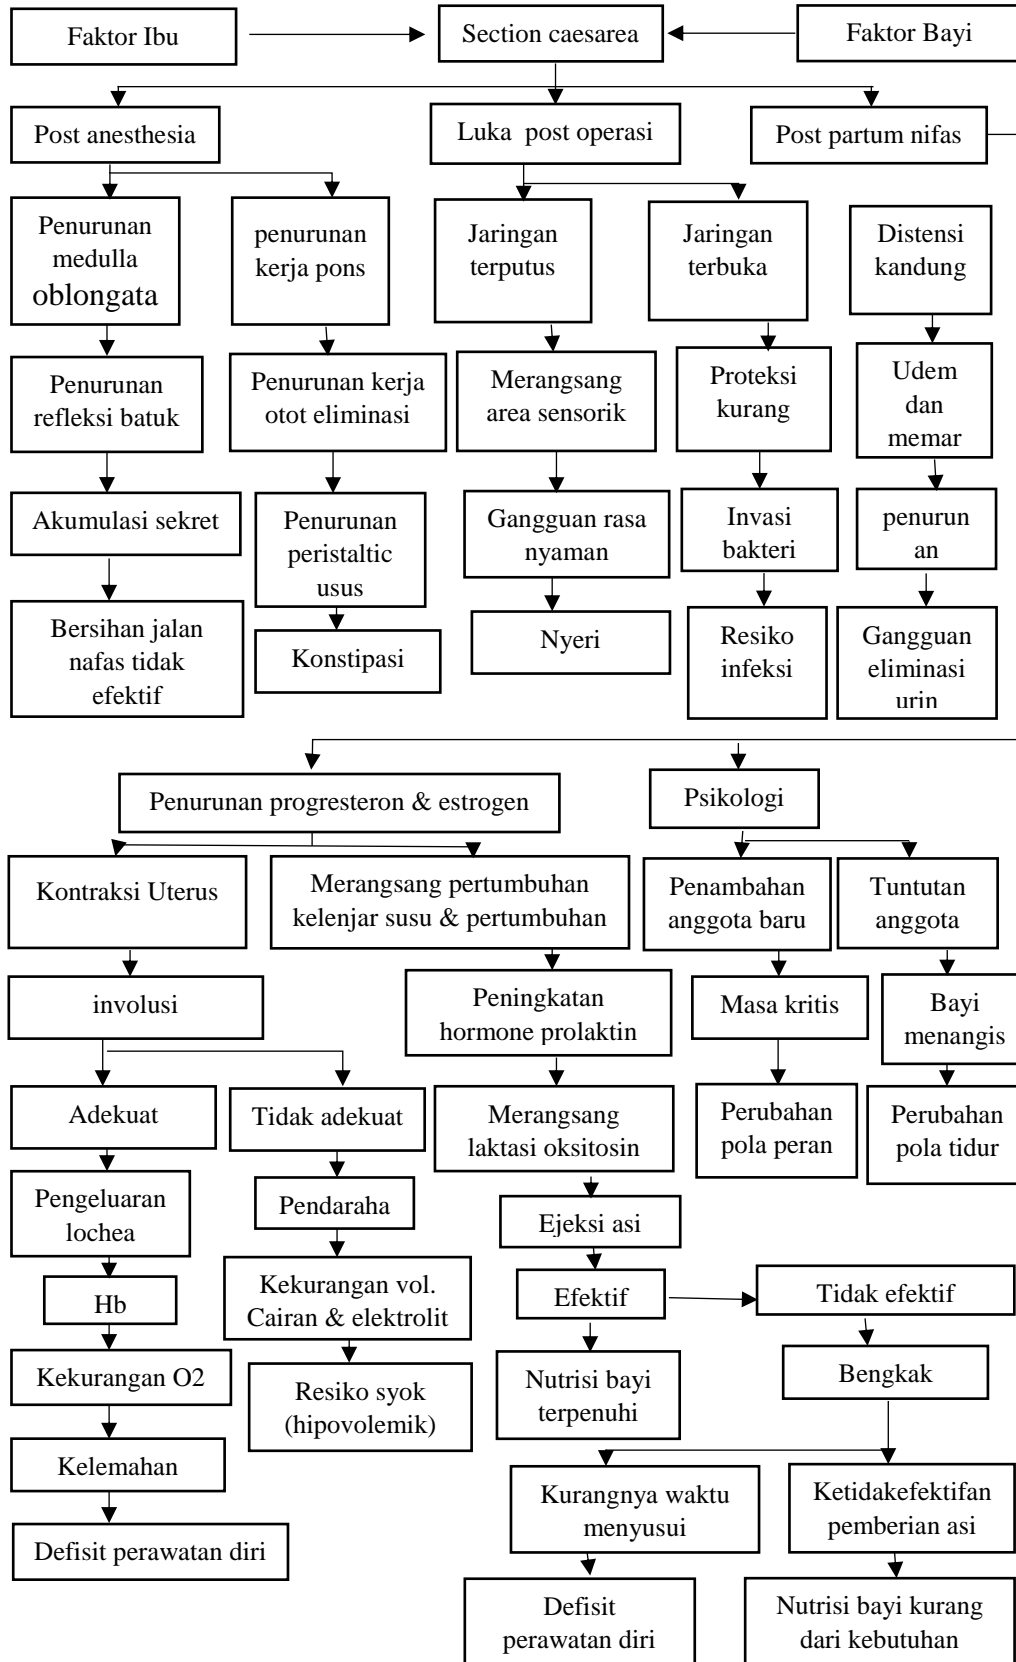 Faktor Ibu
Section caesarea
Faktor Bayi
Post anesthesia
Luka post operasi
Post partum nifas
Penurunan
medulla
oblongata
penurunan
kerja pons
Jaringan
terputus
Jaringan
terbuka
Distensi
kandung
Penurunan
refleksi batuk
Penurunan kerja
otot eliminasi
Merangsang
area sensorik
Proteksi
kurang
Udem
dan
memar
Akumulasi sekret
Penurunan
peristaltic
usus
Gangguan rasa
nyaman
Invasi
bakteri
penurun
an
Bersihan jalan
nafas tidak
efektif
Konstipasi
Nyeri
Resiko
infeksi
Gangguan
eliminasi
urin
Penurunan progresteron & estrogen
Psikologi
Kontraksi Uterus
Merangsang pertumbuhan
kelenjar susu & pertumbuhan
Penambahan
anggota baru
Tuntutan
anggota
involusi
Peningkatan
hormone prolaktin
Masa kritis
Bayi
menangis
Adekuat
Tidak adekuat
Merangsang
laktasi oksitosin
Perubahan
pola peran
Perubahan
pola tidur
Pengeluaran
lochea
Pendaraha
Ejeksi asi
Hb
Kekurangan vol.
Cairan & elektrolit
Efektif
Tidak efektif
Kekurangan O2
Resiko syok
(hipovolemik)
Nutrisi bayi
terpenuhi
Bengkak
Kelemahan
Kurangnya waktu
menyusui
Ketidakefektifan
pemberian asi
Defisit perawatan diri
Defisit
perawatan diri
Nutrisi bayi kurang
dari kebutuhan